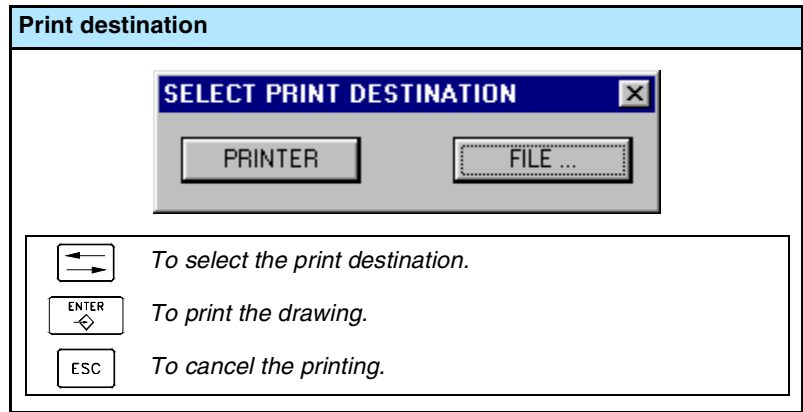 Print destination
SELECT PRINT DESTINATION
PRINTER FILE ...
To select the print destination.
ENTER To print the drawing.
ESC To cancel the printing.